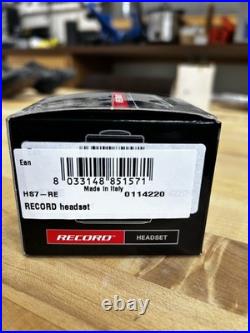 Ean
8 033148 851571
Made in Italy
HS7-RE 0114220
RECORD headset
RECORD HEADSET